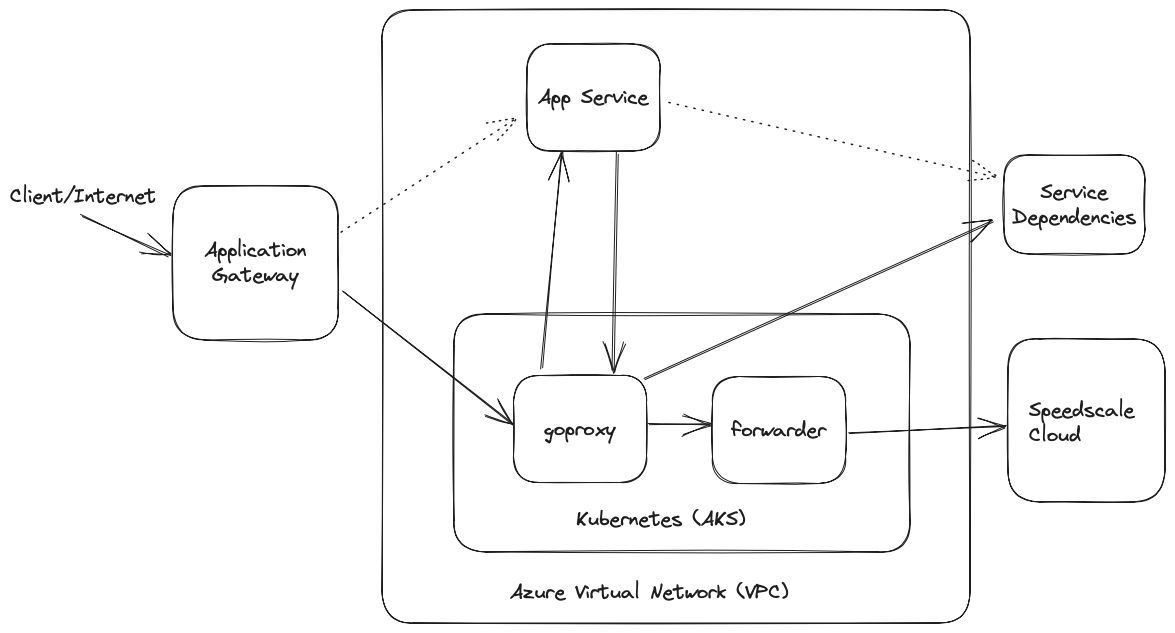 App Service
Client/Internet
Application
Gateway
Service
Dependencies
goproxy
forwarder
Speedscale
Cloud
Kubernetes (AKS)
Azure Virtual Network (VPC)